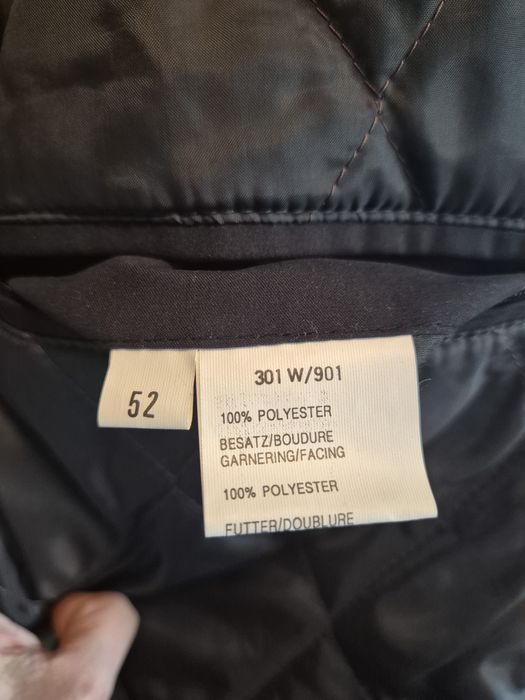 52
301 W/901
100% POLYESTER
BESATZ/BOUDURE
GARNERING/FACING
100% POLYESTER
FUTTER/DOUBLURE